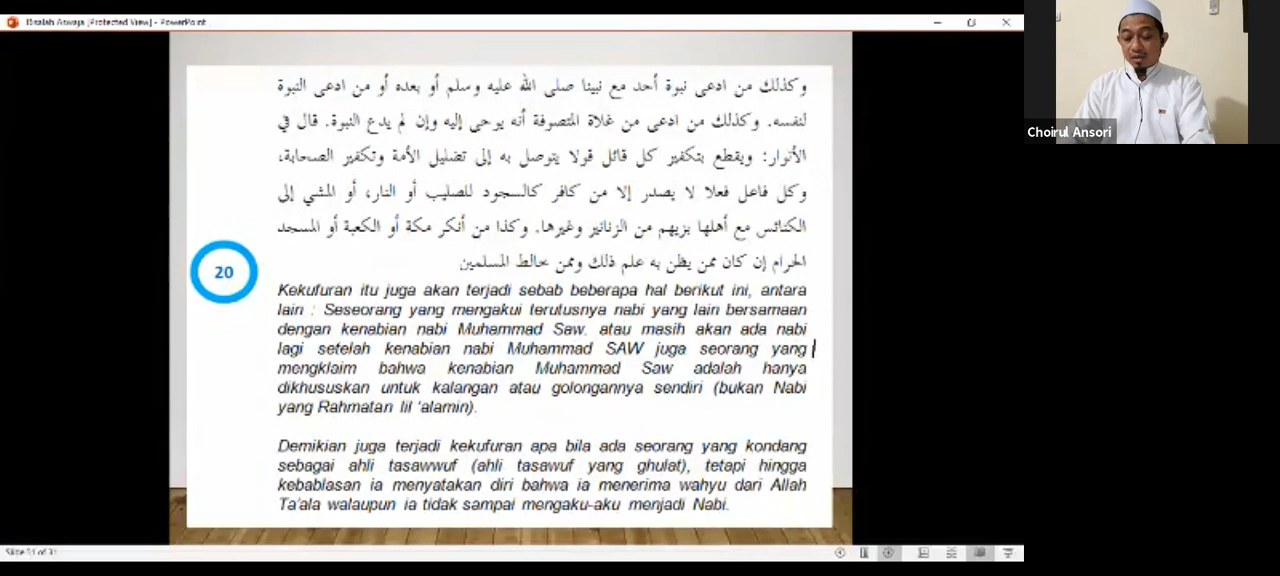 Risalah Aswaja [Protected View] - PowerPoint
Choirul Ansori
وكذلك من ادعى نبوة أحد مع نبينا صلى الله عليه وسلم أو بعده أو من ادعى النبوة
لنفسه. وكذلك من ادعى من غلاة المتصوفة أنه يوحى إليه وإن لم يدع النبوة. قال في
الأنوار: ويقطع بتكفير كل قائل قولا يتوصل به إلى تضليل الأمة وتكفير الصحابة،
وكل فاعل فعلا لا يصدر إلا من كافر كالسجود للصليب أو النار، أو المشي إلى
الكنائس مع أهلها بزيهم من الزنانير وغيرها. وكذا من أنكر مكة أو الكعبة أو المسجد
الحرام إن كان ممن يظن به علم ذلك وممن خالط المسلمين
20
Kekufuran itu juga akan terjadi sebab beberapa hal berikut ini, antara
lain : Seseorang yang mengakui terutusnya nabi yang lain bersamaan
dengan kenabian nabi Muhammad Saw. atau masih akan ada nabi
lagi setelah kenabian nabi Muhammad SAW juga seorang yang
mengklaim bahwa kenabian Muhammad Saw adalah hanya
dikhususkan untuk kalangan atau golongannya sendiri (bukan Nabi
yang Rahmatan lil 'alamin).
Demikian juga terjadi kekufuran apa bila ada seorang yang kondang
sebagai ahli tasawwuf (ahli tasawuf yang ghulat), tetapi hingga
kebablasan ia menyatakan diri bahwa ia menerima wahyu dari Allah
Ta'ala walaupun ia tidak sampai mengaku-aku menjadi Nabi.
Slide 31 of 31